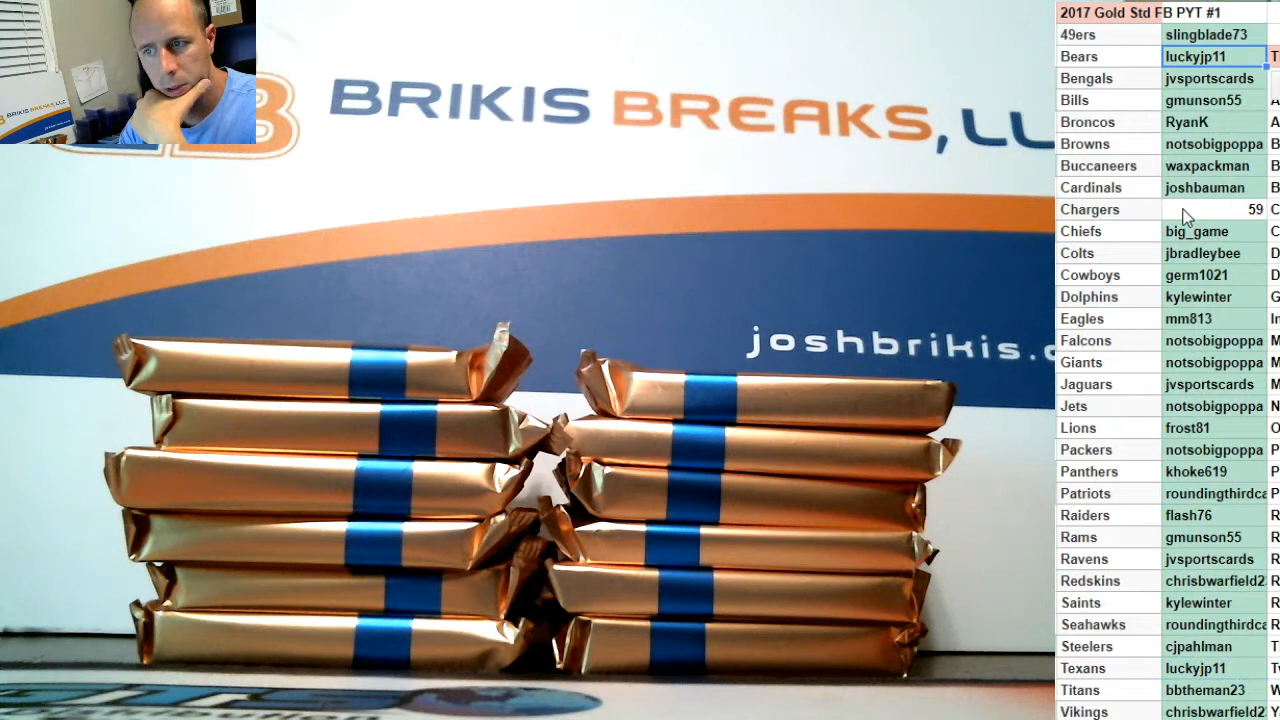 BRIKIS BREAKS, LL
joshbrikis.c
2017 Gold Std FB PYT #1
49ers slingblade73
Bears luckyjp11 T
Bengals jvsportscards
Bills gmunson55 A
Broncos RyanK A
Browns notsobigpoppa B
Buccaneers waxpackman B
Cardinals joshbauman B
Chargers 59 C
Chiefs big_game C
Colts jbradleybee D
Cowboys germ1021 D
Dolphins kylewinter G
Eagles mm813 In
Falcons notsobigpoppa M
Giants notsobigpoppa M
Jaguars jvsportscards M
Jets notsobigpoppa N
Lions frost81 O
Packers notsobigpoppa P
Panthers khoke619 P
Patriots roundingthirdca P
Raiders flash76 R
Rams gmunson55 R
Ravens jvsportscards R
Redskins chrisbwarfield2 R
Saints kylewinter R
Seahawks roundingthirdca R
Steelers cjpahlman Ti
Texans luckyjp11 Tv
Titans bbtheman23 W
Vikings chrisbwarfield2 Y